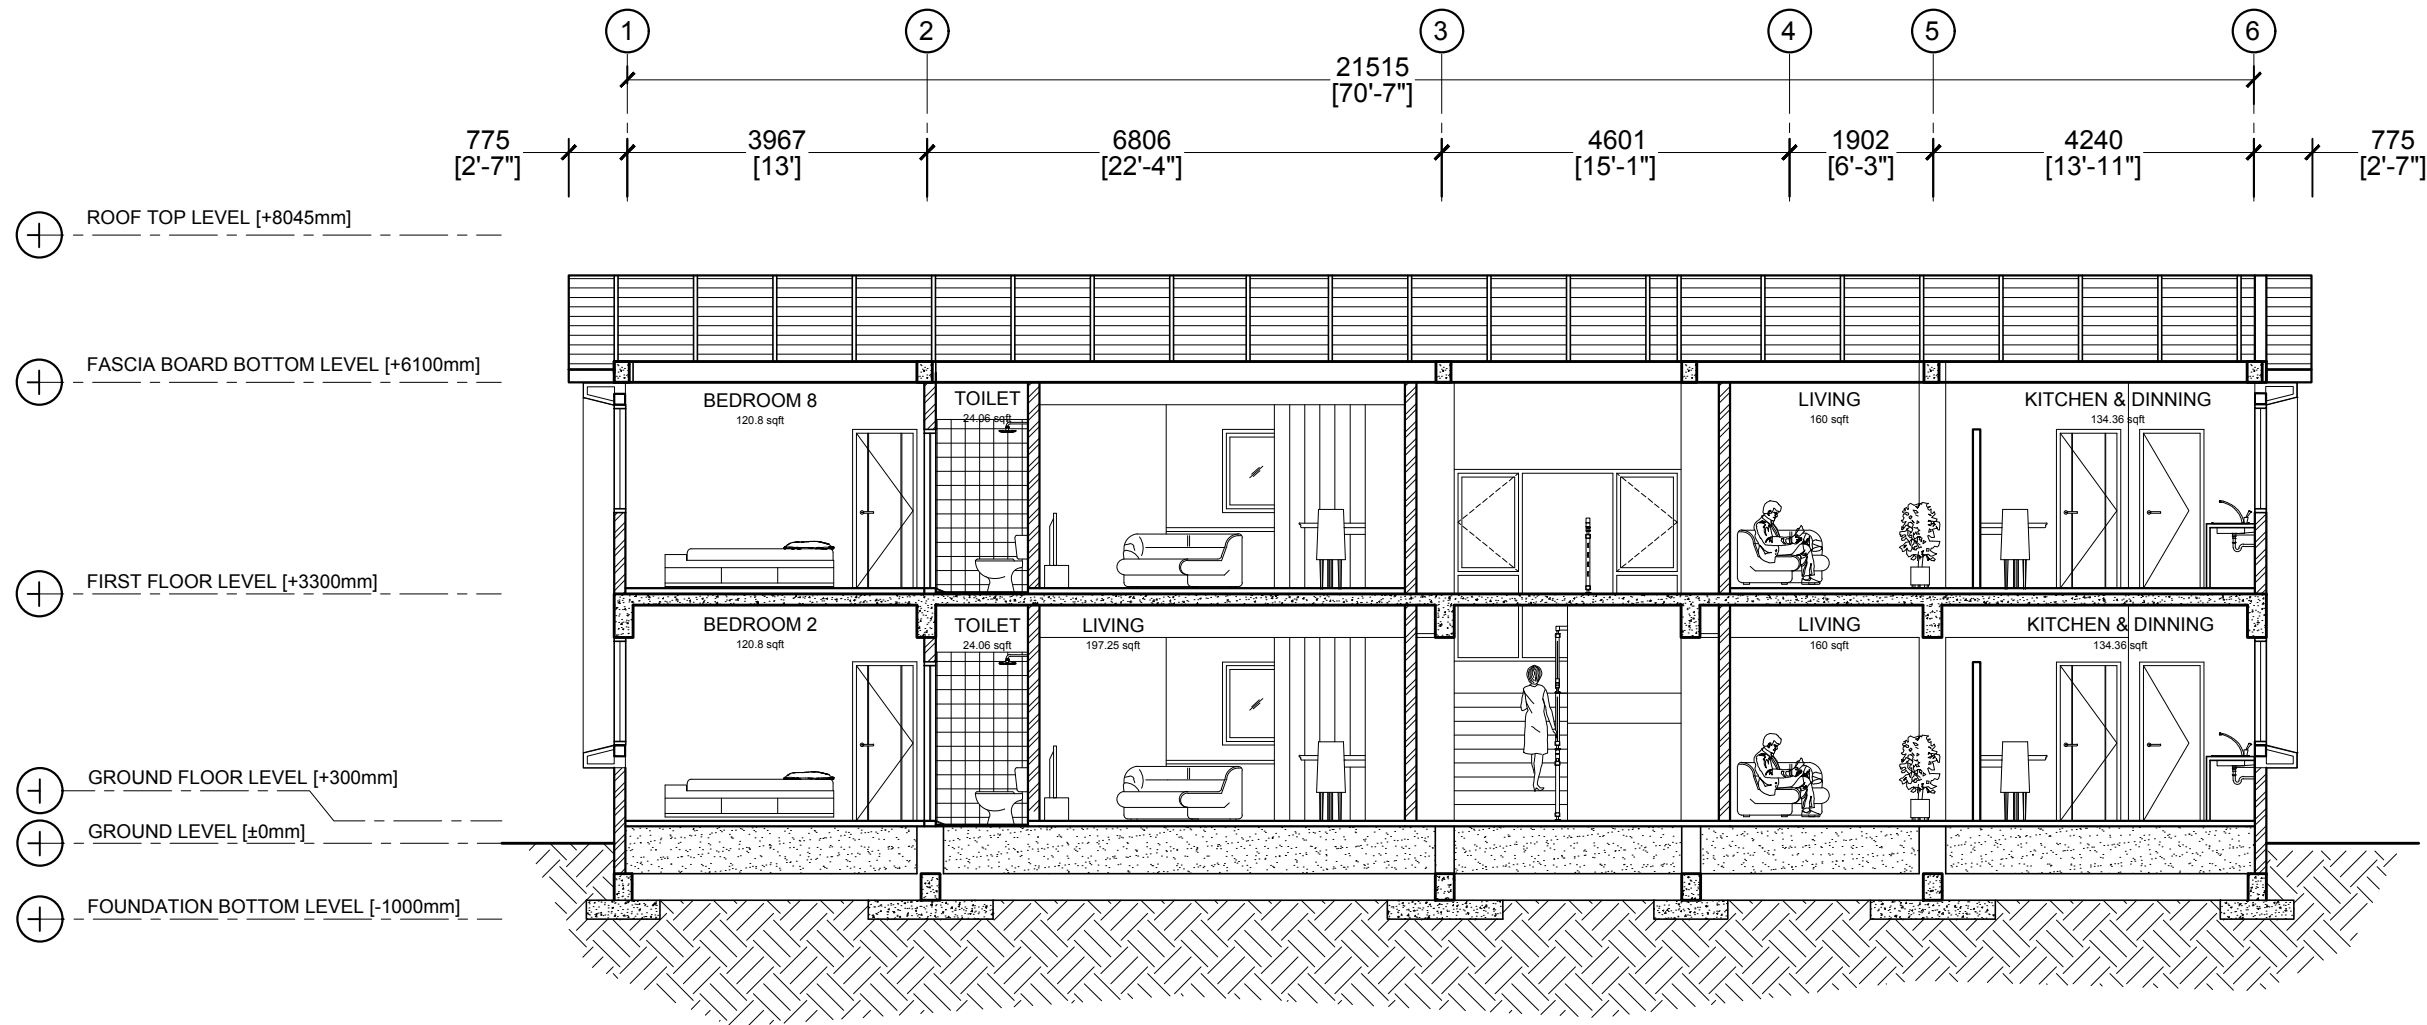 1 2 3 4 5 6
21515
[70'-7"]
775 3967 6806 4601 1902 4240 775
[2'-7"] [13'] [22'-4"] [15'-1"] [6'-3"] [13'-11"] [2'-7"]
ROOF TOP LEVEL [+8045mm]
FASCIA BOARD BOTTOM LEVEL [+6100mm]
BEDROOM 8 TOILET LIVING KITCHEN & DINNING
120.8 sqft 24.06 sqft 160 sqft 134.36 sqft
FIRST FLOOR LEVEL [+3300mm]
BEDROOM 2 TOILET LIVING LIVING KITCHEN & DINNING
120.8 sqft 24.06 sqft 197.25 sqft 160 sqft 134.36 sqft
GROUND FLOOR LEVEL [+300mm]
GROUND LEVEL [±0mm]
FOUNDATION BOTTOM LEVEL [-1000mm]